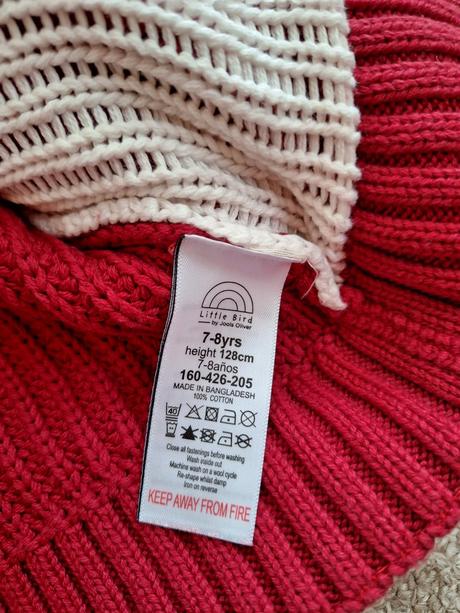 Little Bird
by Jools Oliver
7-8yrs
height 128cm
7-8años
160-426-205
MADE IN BANGLADESH
100% COTTON
40
Close all fastenings before washing
Wash inside out
Machine wash on a wool cycle
Re-shape whilst damp
Iron on reverse
KEEP AWAY FROM FIRE